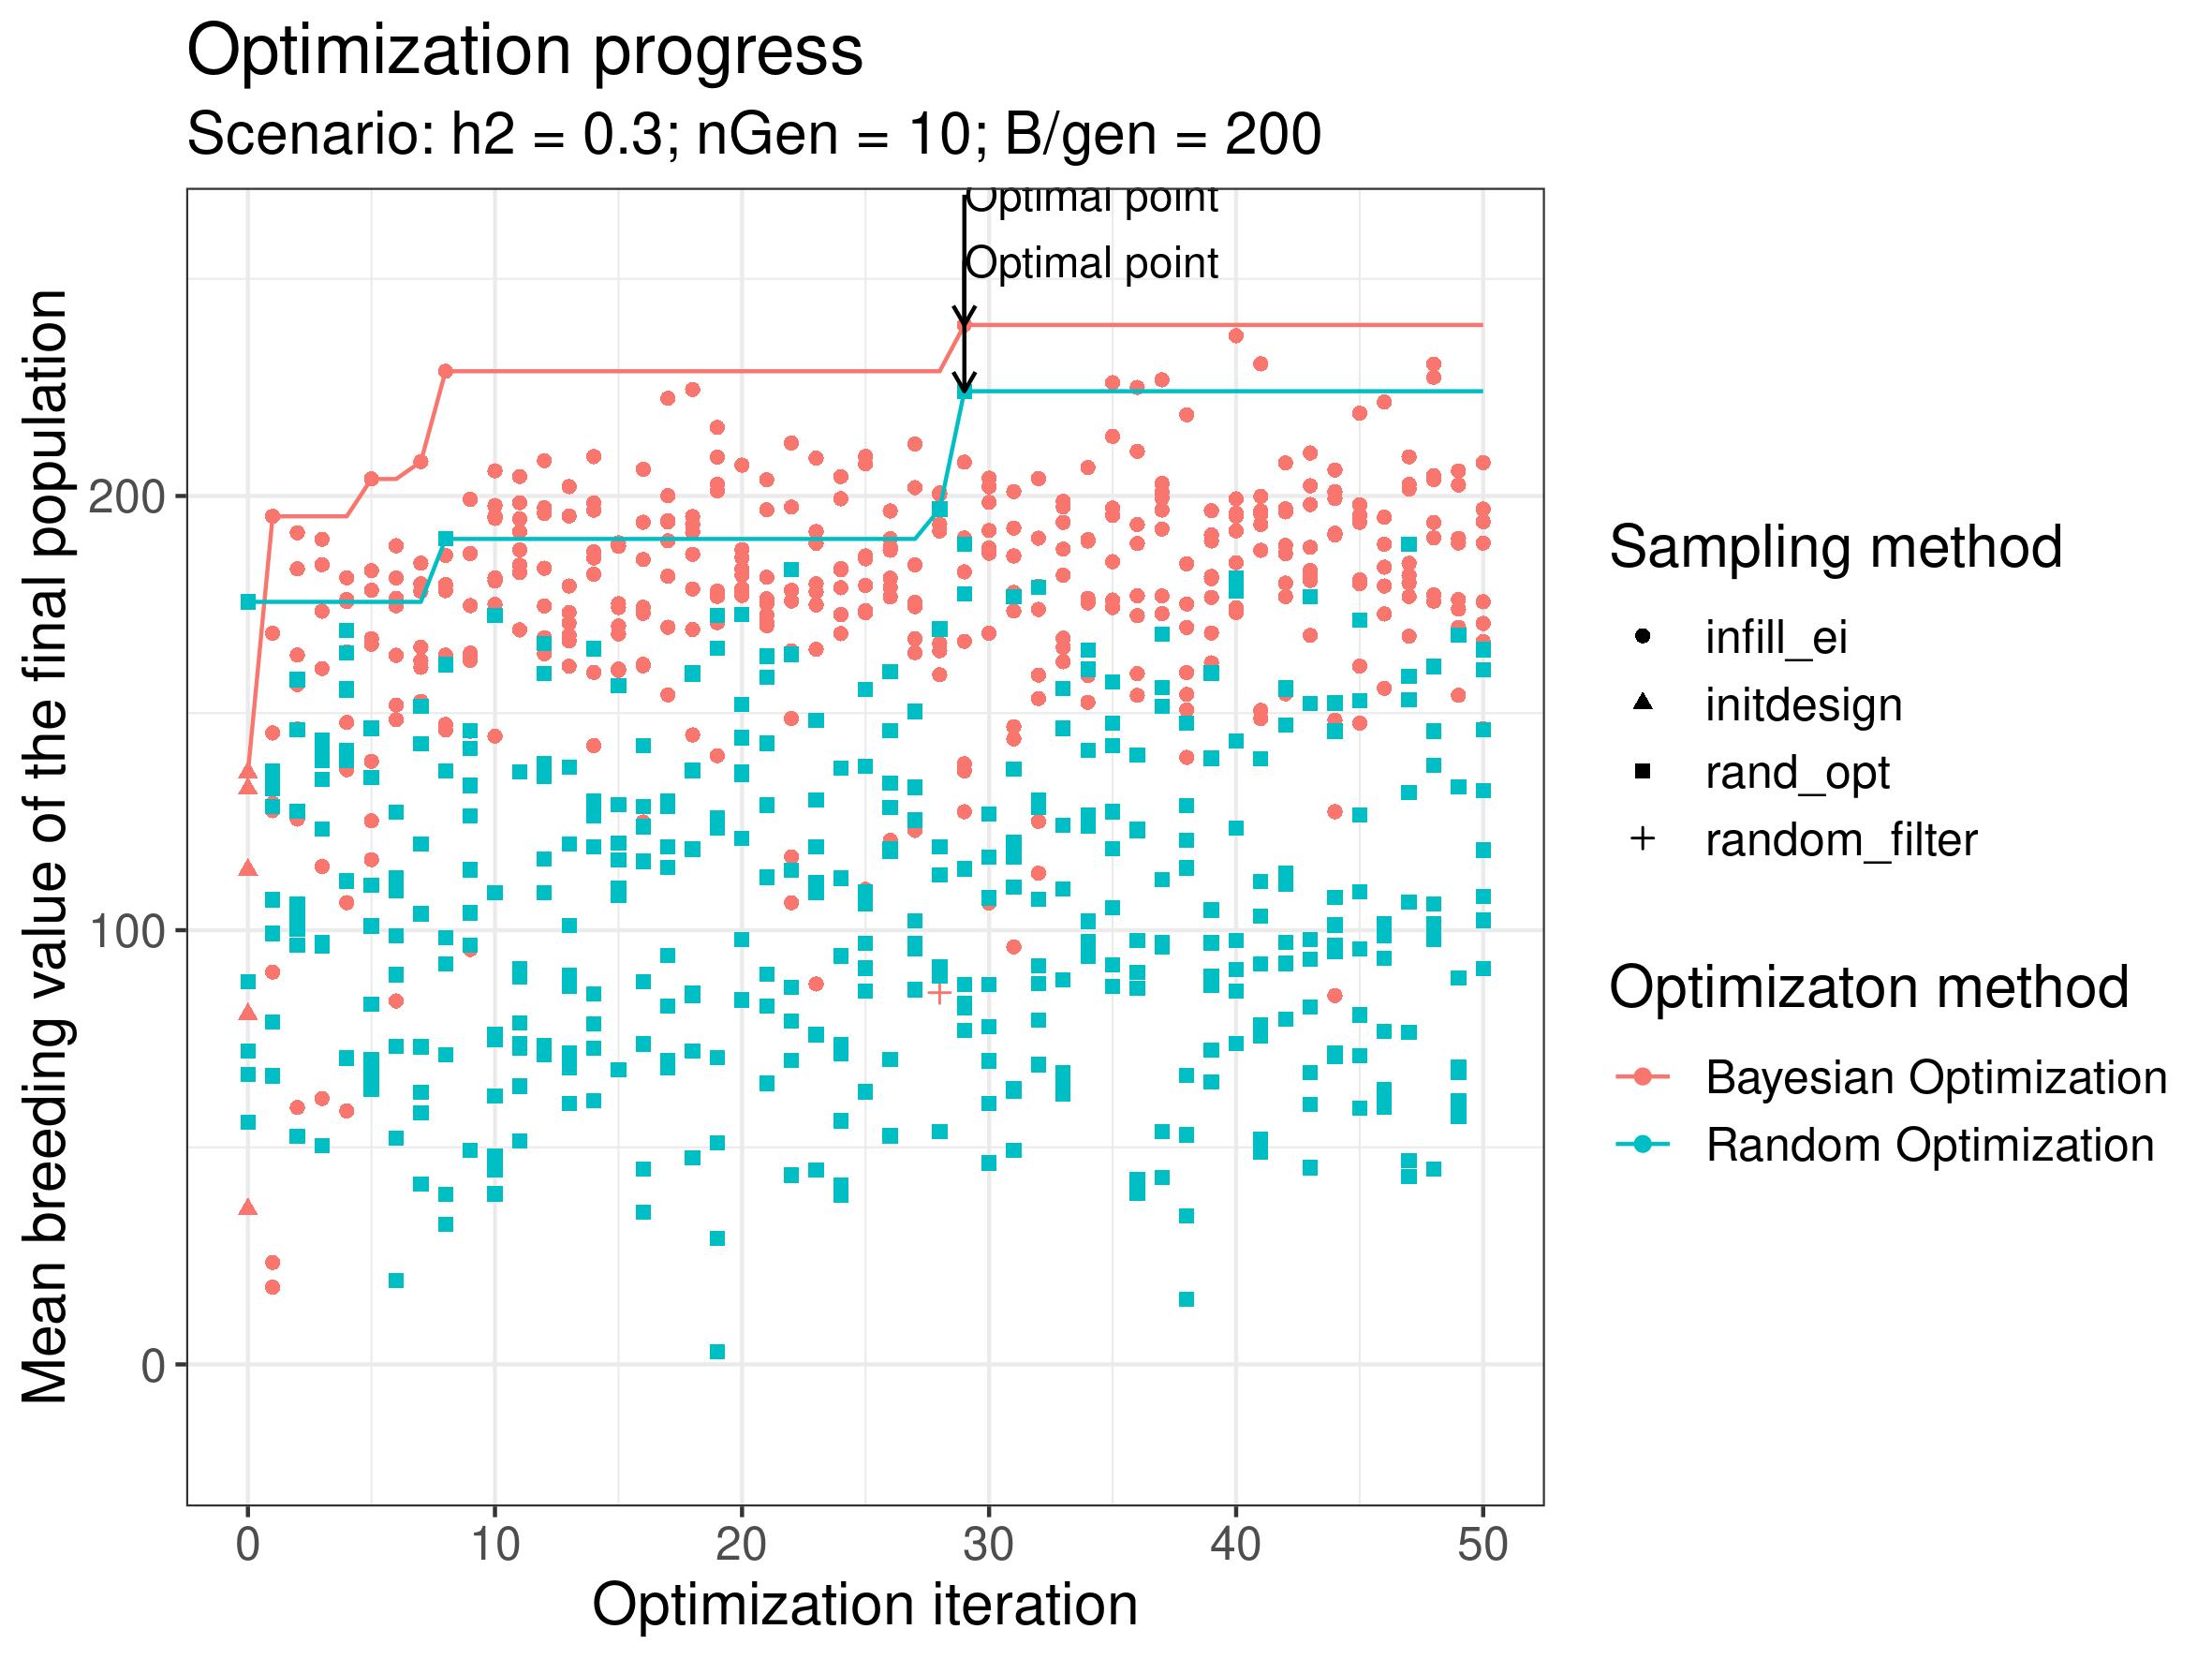 Optimization progress
Scenario: h2 = 0.3; nGen = 10; B/gen = 200
Optimal point
Optimal point
Mean breeding value of the final population
200
100
0
0 10 20 30 40 50
Optimization iteration
Sampling method
infill_ei
initdesign
rand_opt
random_filter
Optimizaton method
Bayesian Optimization
Random Optimization